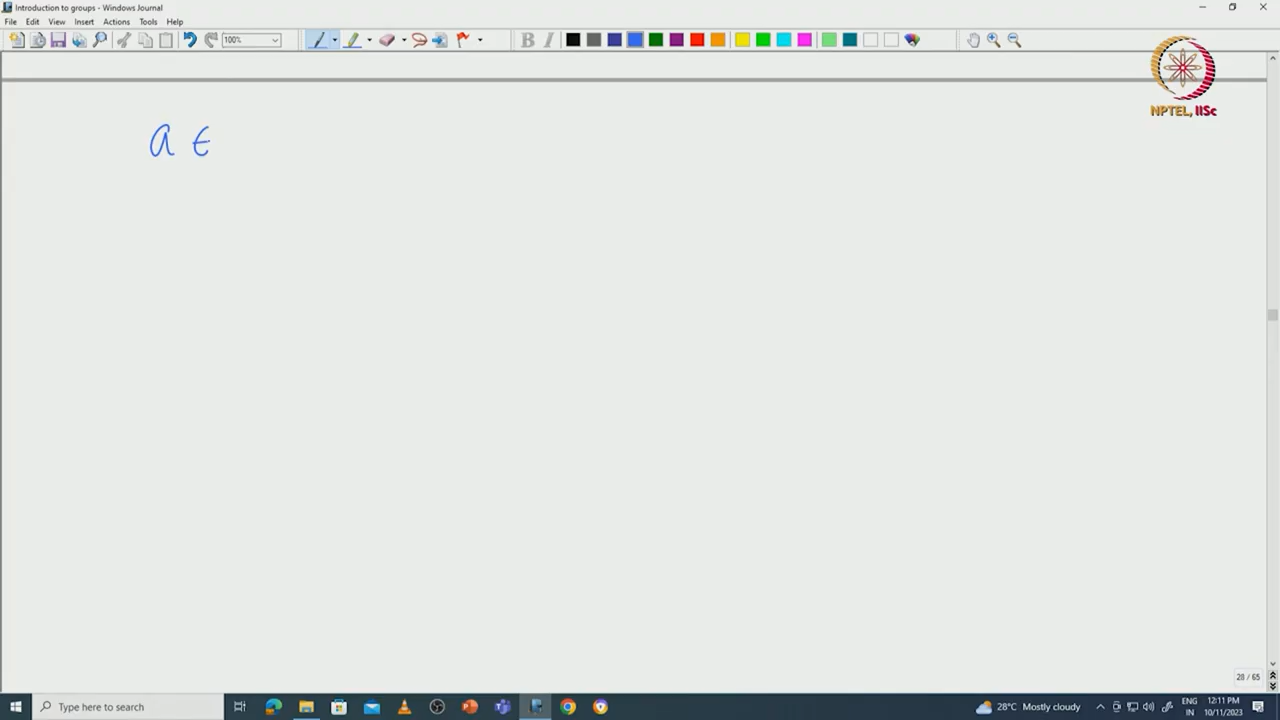 Introduction to groups - Windows Journal
File Edit View Insert Actions Tools Help
100% B I
NPTEL, IISc
a ∈
28 / 65
Type here to search
28°C Mostly cloudy
ENG
IN
12:11 PM
10/11/2023